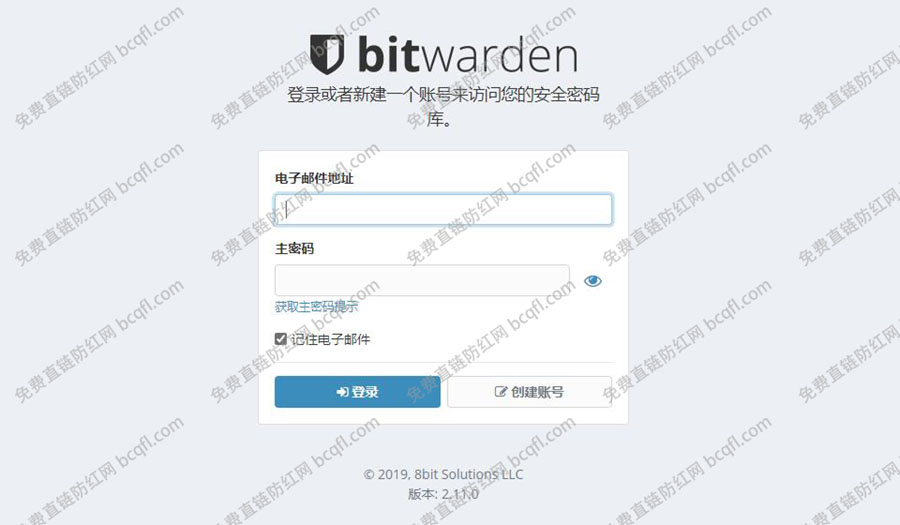 bitwarden
登录或者新建一个账号来访问您的安全密码
库。
电子邮件地址
主密码
获取主密码提示
记住电子邮件
登录 创建账号
© 2019, 8bit Solutions LLC
版本: 2.11.0
免费直链防红网 bcqfl.com